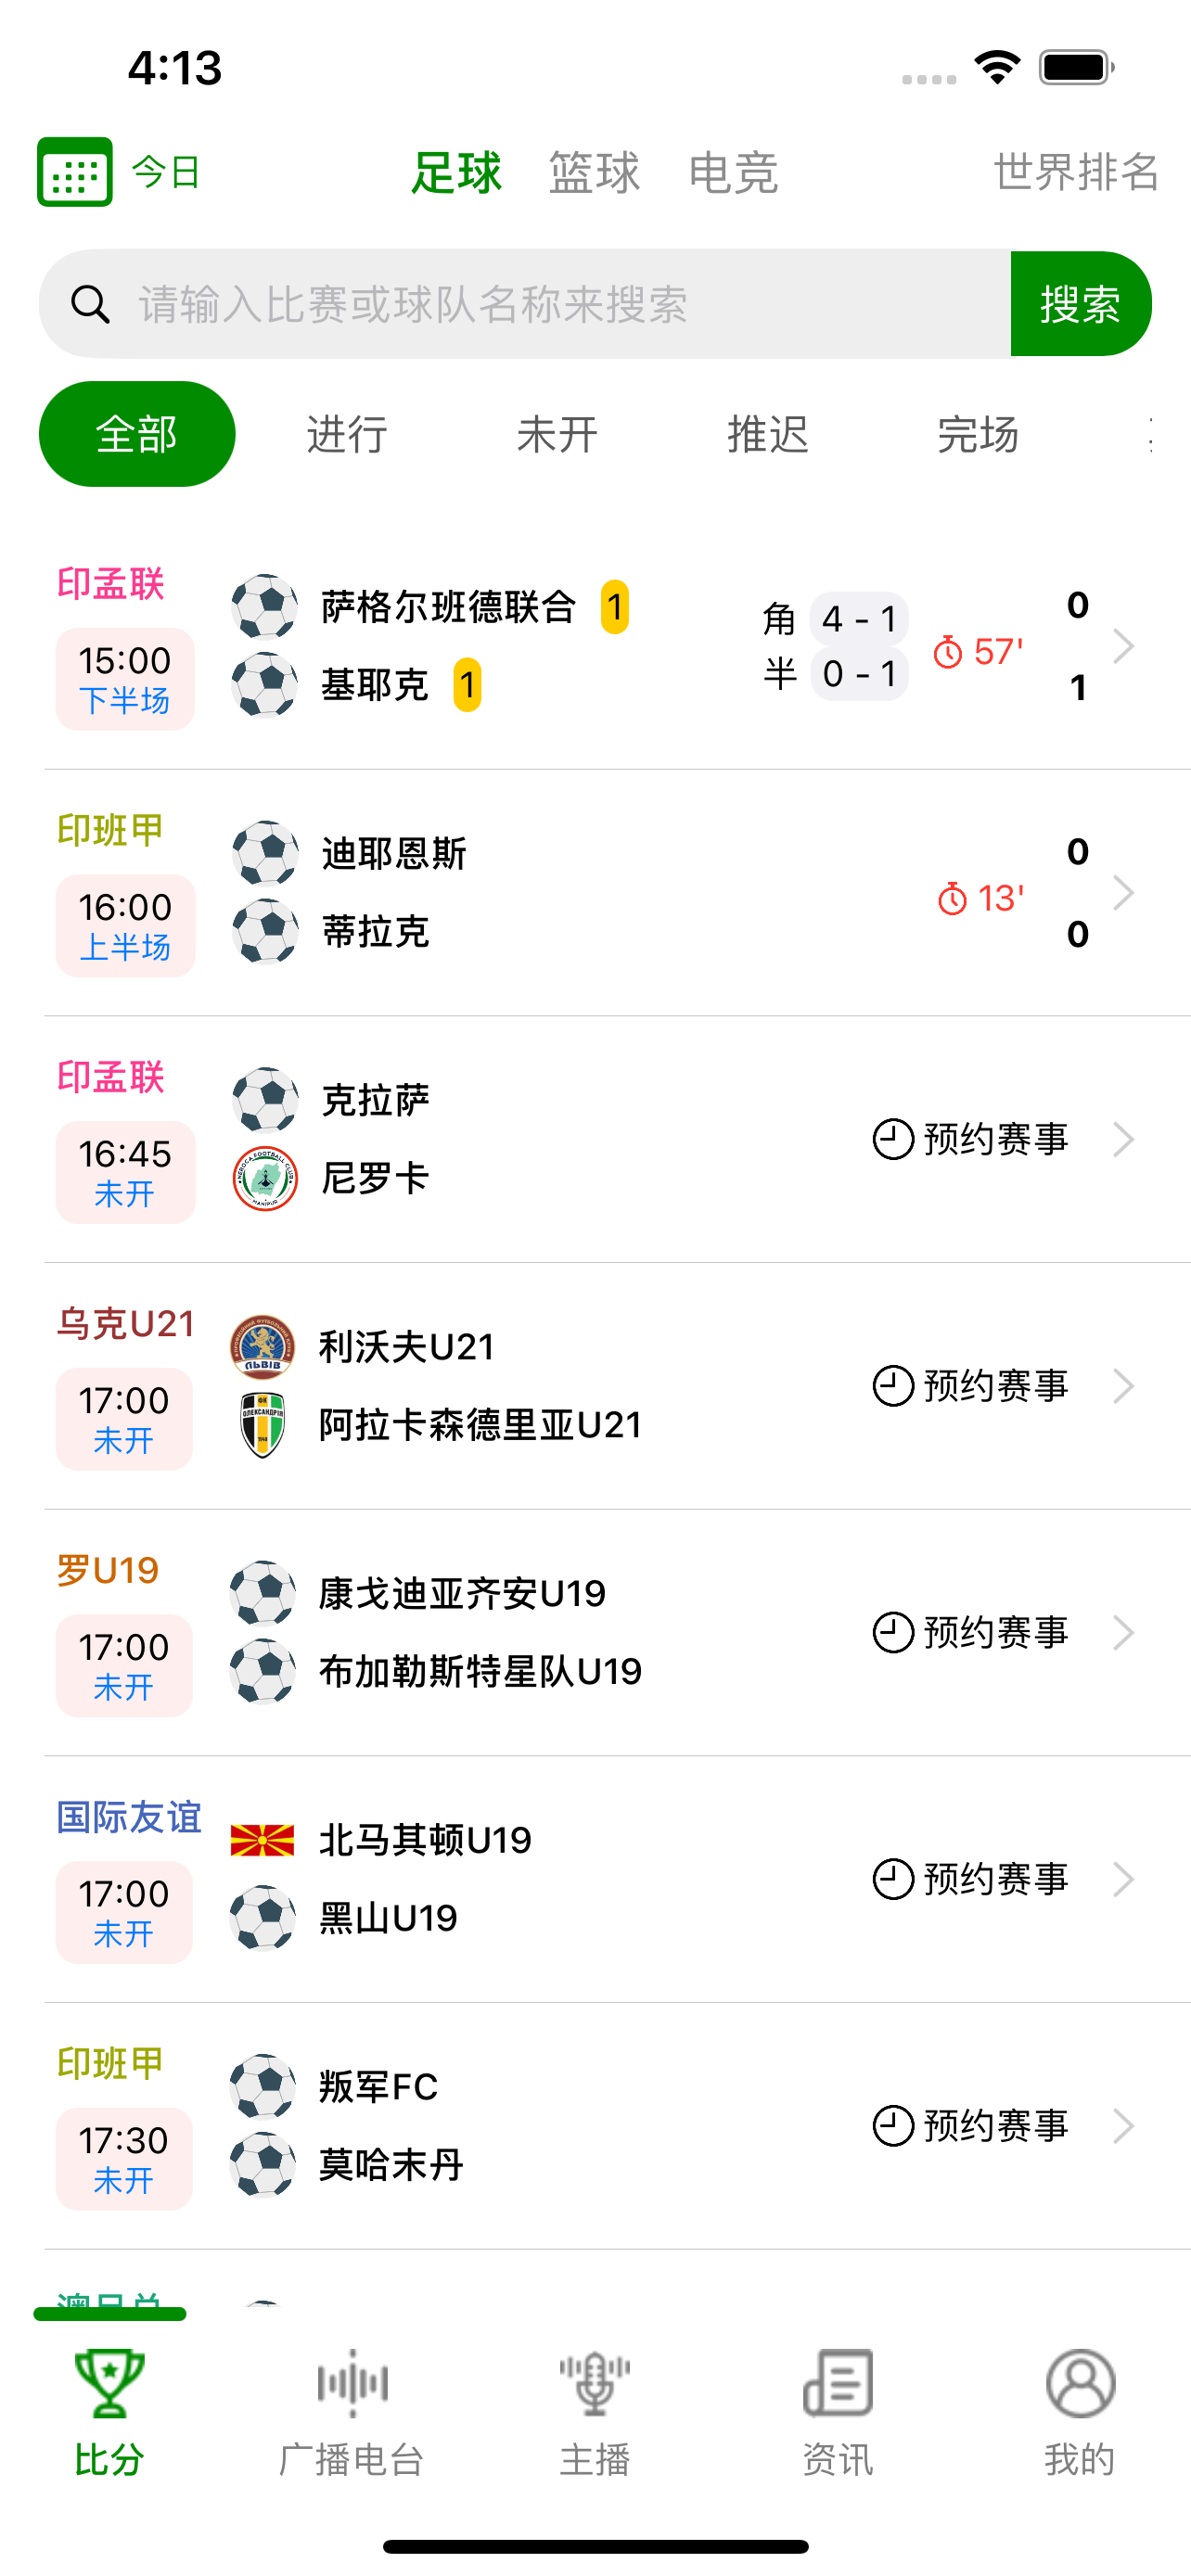 4:13
今日
足球 篮球 电竞
世界排名
请输入比赛或球队名称来搜索
搜索
全部 进行 未开 推迟 完场
印孟联
15:00
下半场
萨格尔班德联合 1
基耶克 1
角 4 - 1
半 0 - 1
57'
0
1
印班甲
16:00
上半场
迪耶恩斯
蒂拉克
13'
0
0
印孟联
16:45
未开
克拉萨
尼罗卡
预约赛事
乌克U21
17:00
未开
ЛЬВІВ
利沃夫U21
阿拉卡森德里亚U21
预约赛事
罗U19
17:00
未开
康戈迪亚齐安U19
布加勒斯特星队U19
预约赛事
国际友谊
17:00
未开
北马其顿U19
黑山U19
预约赛事
印班甲
17:30
未开
叛军FC
莫哈末丹
预约赛事
比分
广播电台
主播
资讯
我的